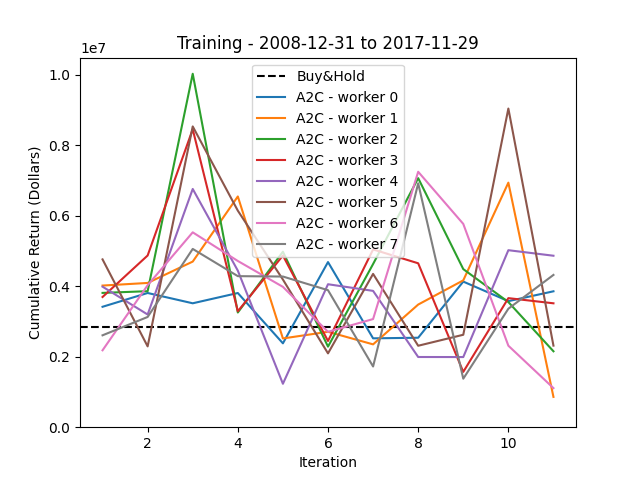 Training - 2008-12-31 to 2017-11-29
1e7
Buy&Hold
A2C - worker 0
A2C - worker 1
A2C - worker 2
A2C - worker 3
A2C - worker 4
A2C - worker 5
A2C - worker 6
A2C - worker 7
1.0
0.8
0.6
0.4
0.2
0.0
Cumulative Return (Dollars)
2 4 6 8 10
Iteration